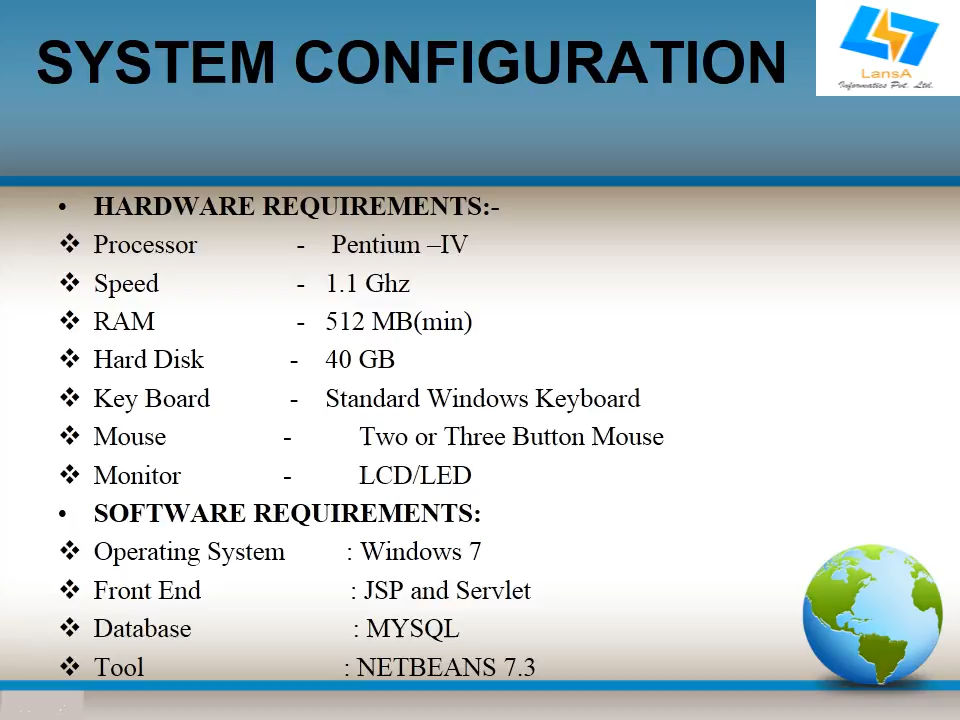 SYSTEM CONFIGURATION
LansA
Informatics Pvt. Ltd.
• HARDWARE REQUIREMENTS:-
❖ Processor - Pentium –IV
❖ Speed - 1.1 Ghz
❖ RAM - 512 MB(min)
❖ Hard Disk - 40 GB
❖ Key Board - Standard Windows Keyboard
❖ Mouse - Two or Three Button Mouse
❖ Monitor - LCD/LED
• SOFTWARE REQUIREMENTS:
❖ Operating System : Windows 7
❖ Front End : JSP and Servlet
❖ Database : MYSQL
❖ Tool : NETBEANS 7.3